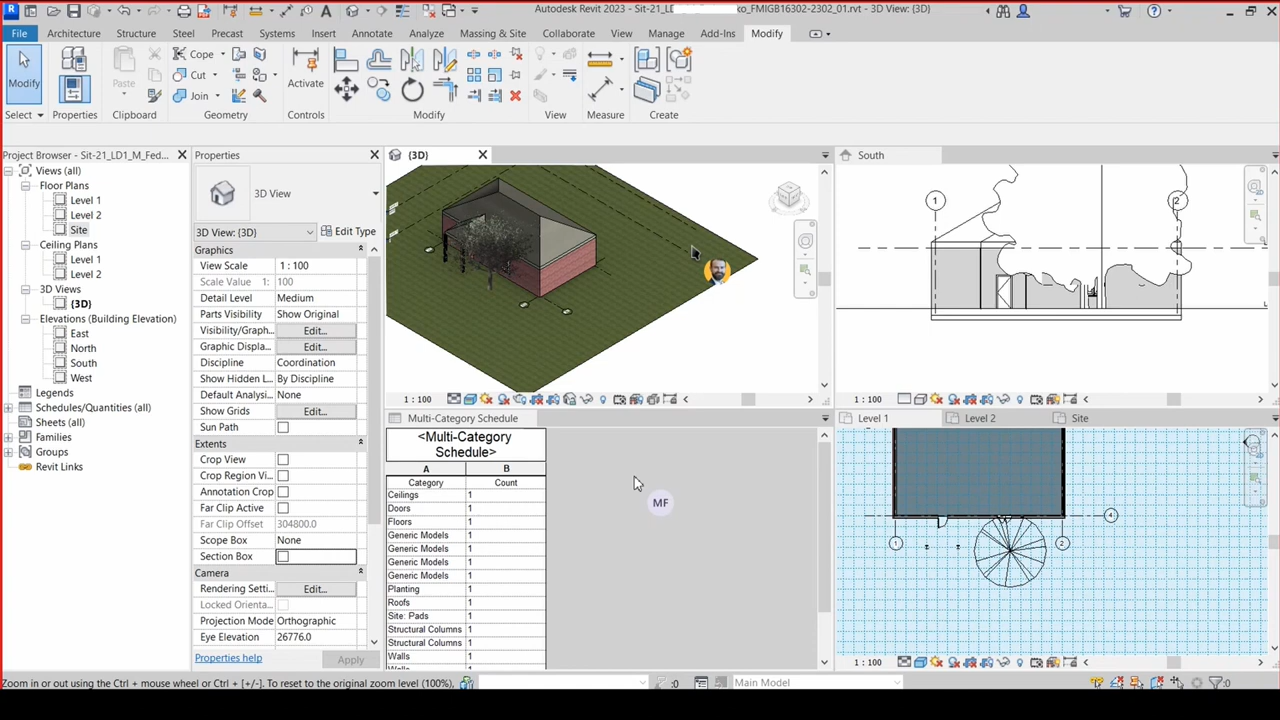 Autodesk Revit 2023 - Sit-21_LD
ko_FMIGB16302-2302_01.rvt - 3D View: {3D}
File Architecture Structure Steel Precast Systems Insert Annotate Analyze Massing & Site Collaborate View Manage Add-Ins Modify
Modify
Paste
Cope
Cut
Join
Activate
Select Properties Clipboard Geometry Controls Modify View Measure Create
Project Browser - Sit-21_LD1_M_Fed...
Views (all)
Floor Plans
Level 1
Level 2
Site
Ceiling Plans
Level 1
Level 2
3D Views
{3D}
Elevations (Building Elevation)
East
North
South
West
Legends
Schedules/Quantities (all)
Sheets (all)
Families
Groups
Revit Links
Properties
3D View
3D View: {3D} Edit Type
Graphics
View Scale 1 : 100
Scale Value 1: 100
Detail Level Medium
Parts Visibility Show Original
Visibility/Graph... Edit...
Graphic Displa... Edit...
Discipline Coordination
Show Hidden L... By Discipline
Default Analysi... None
Show Grids Edit...
Sun Path
Extents
Crop View
Crop Region Vi...
Annotation Crop
Far Clip Active
Far Clip Offset 304800.0
Scope Box None
Section Box
Camera
Rendering Setti... Edit...
Locked Orienta...
Projection Mode Orthographic
Eye Elevation 26776.0
Properties help Apply
{3D}
1 : 100
South
1 2
1 : 100
Multi-Category Schedule
<Multi-Category
Schedule>
A B
Category Count
Ceilings 1
Doors 1
Floors 1
Generic Models 1
Generic Models 1
Generic Models 1
Generic Models 1
Planting 1
Roofs 1
Site: Pads 1
Structural Columns 1
Structural Columns 1
Walls 1
Walls 1
MF
Level 1 Level 2 Site
4
1 2
1 : 100
Zoom in or out using the Ctrl + mouse wheel or Ctrl + [+/-]. To reset to the original zoom level (100%),
:0
Main Model
:0